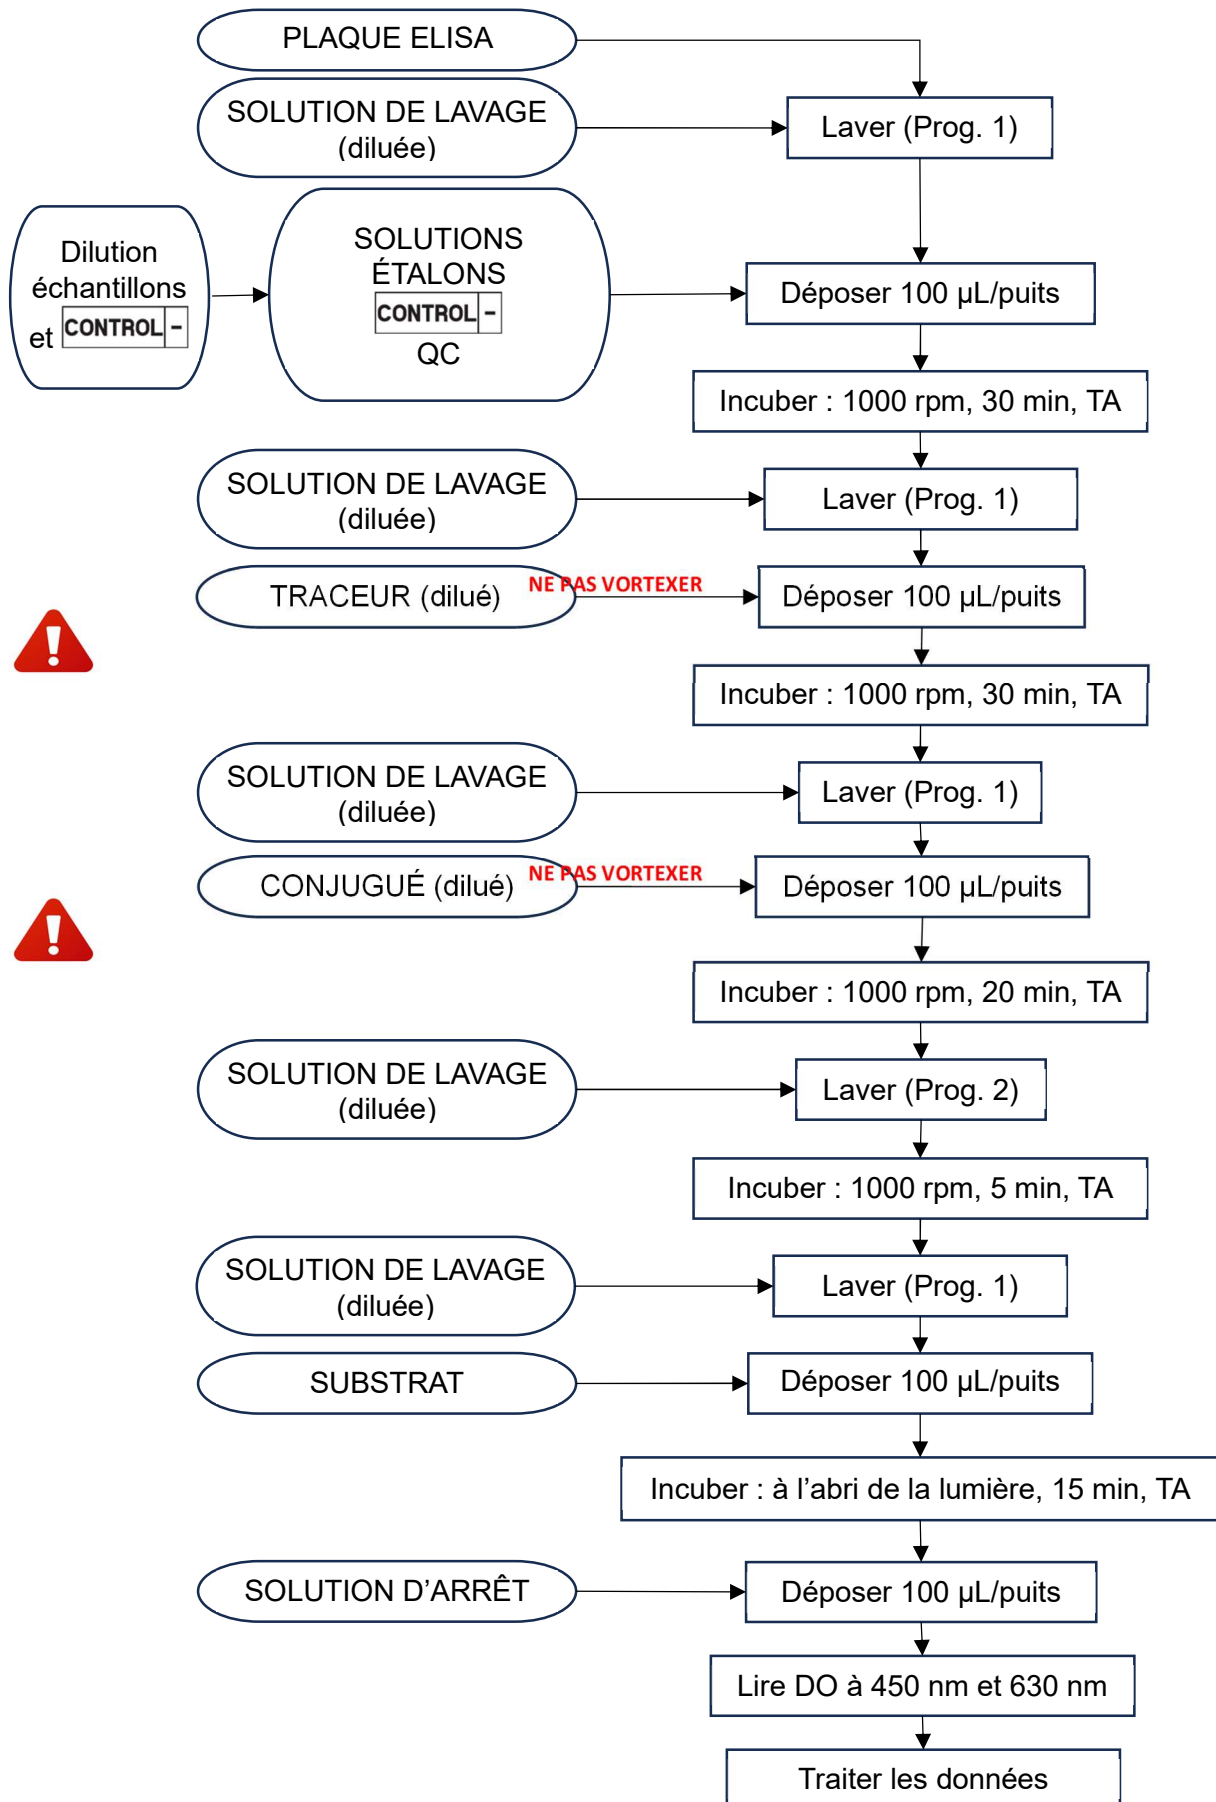 PLAQUE ELISA
SOLUTION DE LAVAGE
(diluée)
Laver (Prog. 1)
Dilution
échantillons
et CONTROL -
SOLUTIONS
ÉTALONS
CONTROL -
QC
Déposer 100 µL/puits
Incuber : 1000 rpm, 30 min, TA
SOLUTION DE LAVAGE
(diluée)
Laver (Prog. 1)
TRACEUR (dilué)
NE PAS VORTEXER
Déposer 100 µL/puits
Incuber : 1000 rpm, 30 min, TA
SOLUTION DE LAVAGE
(diluée)
Laver (Prog. 1)
CONJUGUÉ (dilué)
NE PAS VORTEXER
Déposer 100 µL/puits
Incuber : 1000 rpm, 20 min, TA
SOLUTION DE LAVAGE
(diluée)
Laver (Prog. 2)
Incuber : 1000 rpm, 5 min, TA
SOLUTION DE LAVAGE
(diluée)
Laver (Prog. 1)
SUBSTRAT
Déposer 100 µL/puits
Incuber : à l’abri de la lumière, 15 min, TA
SOLUTION D’ARRÊT
Déposer 100 µL/puits
Lire DO à 450 nm et 630 nm
Traiter les données